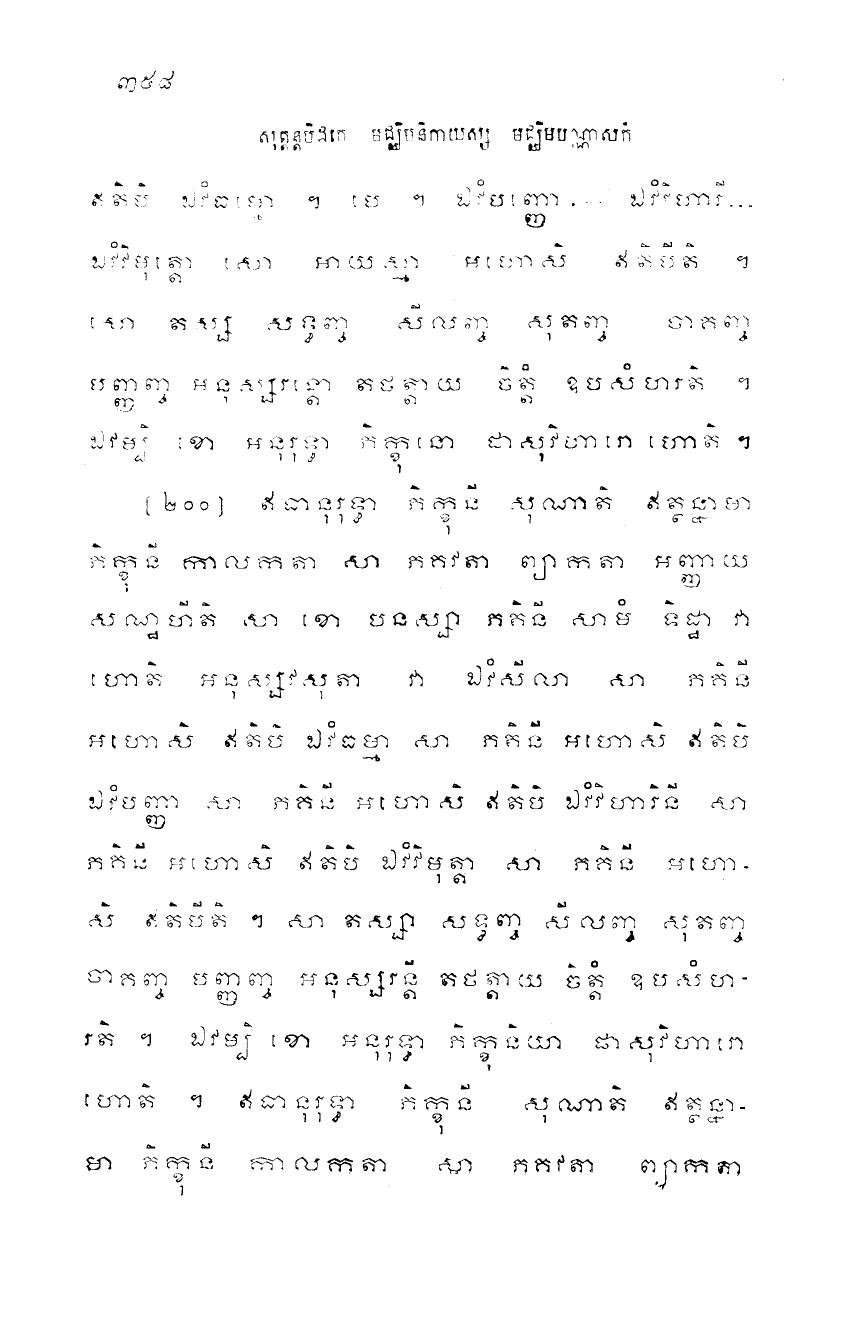 ៣៥៨
សុត្តន្តបិដកេ មជ្ឈិមនិកាយស្ស មជ្ឈិមបណ្ណាសកំ
ឥតិបិ ឯវំធម្មោ ។ បេ ។ ឯវំបញ្ញោ... ឯវំវិហារី...
ឯវំវិមុត្តោ សោ អាយស្មា អហោសិ ឥតិបីតិ ។
សោ តស្ស សទ្ធញ្ច សីលញ្ច សុតញ្ច ចាគញ្ច
បញ្ញញ្ច អនុស្សរន្តោ តថត្តាយ ចិត្តំ ឧបសំហរតិ ។
ឯវម្បិ ខោ អនុរុទ្ធា ភិក្ខុនោ ផាសុវិហារោ ហោតិ ។
[២០០] ឥធានុរុទ្ធា ភិក្ខុនី សុណាតិ ឥត្ថន្នាមា
ភិក្ខុនី កាលកតា សា ភគវតា ព្យាកតា អញ្ញាយ
សណ្ឋហីតិ សា ខោ បនស្សា ភគិនី សាមំ ទិដ្ឋា វា
ហោតិ អនុស្សវសុតា វា ឯវំសីលា សា ភគិនី
អហោសិ ឥតិបិ ឯវំធម្មា សា ភគិនី អហោសិ ឥតិបិ
ឯវំបញ្ញា សា ភគិនី អហោសិ ឥតិបិ ឯវំវិហារិនី សា
ភគិនី អហោសិ ឥតិបិ ឯវំវិមុត្តា សា ភគិនី អហោ-
សិ ឥតិបីតិ ។ សា តស្សា សទ្ធញ្ច សីលញ្ច សុតញ្ច
ចាគញ្ច បញ្ញញ្ច អនុស្សរន្តី តថត្តាយ ចិត្តំ ឧបសំហ-
រតិ ។ ឯវម្បិ ខោ អនុរុទ្ធា ភិក្ខុនិយា ផាសុវិហារោ
ហោតិ ។ ឥធានុរុទ្ធា ភិក្ខុនី សុណាតិ ឥត្ថន្នា-
មា ភិក្ខុនី កាលកតា សា ភគវតា ព្យាកតា